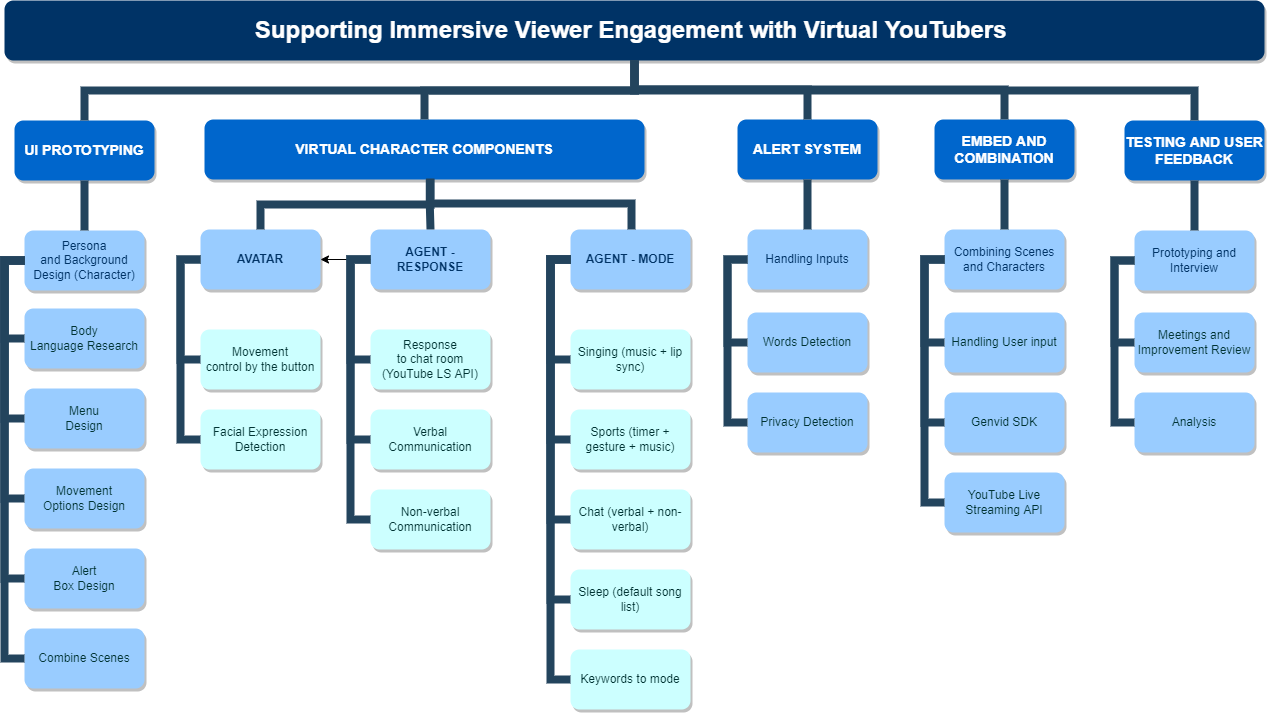 Supporting Immersive Viewer Engagement with Virtual YouTubers
UI PROTOTYPING
VIRTUAL CHARACTER COMPONENTS
ALERT SYSTEM
EMBED AND
COMBINATION
TESTING AND USER
FEEDBACK
Persona
and Background
Design (Character)
Body
Language Research
Menu
Design
Movement
Options Design
Alert
Box Design
Combine Scenes
AVATAR
Movement
control by the button
Facial Expression
Detection
AGENT -
RESPONSE
Response
to chat room
(YouTube LS API)
Verbal
Communication
Non-verbal
Communication
AGENT - MODE
Singing (music + lip
sync)
Sports (timer +
gesture + music)
Chat (verbal + non-
verbal)
Sleep (default song
list)
Keywords to mode
Handling Inputs
Words Detection
Privacy Detection
Combining Scenes
and Characters
Handling User input
Genvid SDK
YouTube Live
Streaming API
Prototyping and
Interview
Meetings and
Improvement Review
Analysis